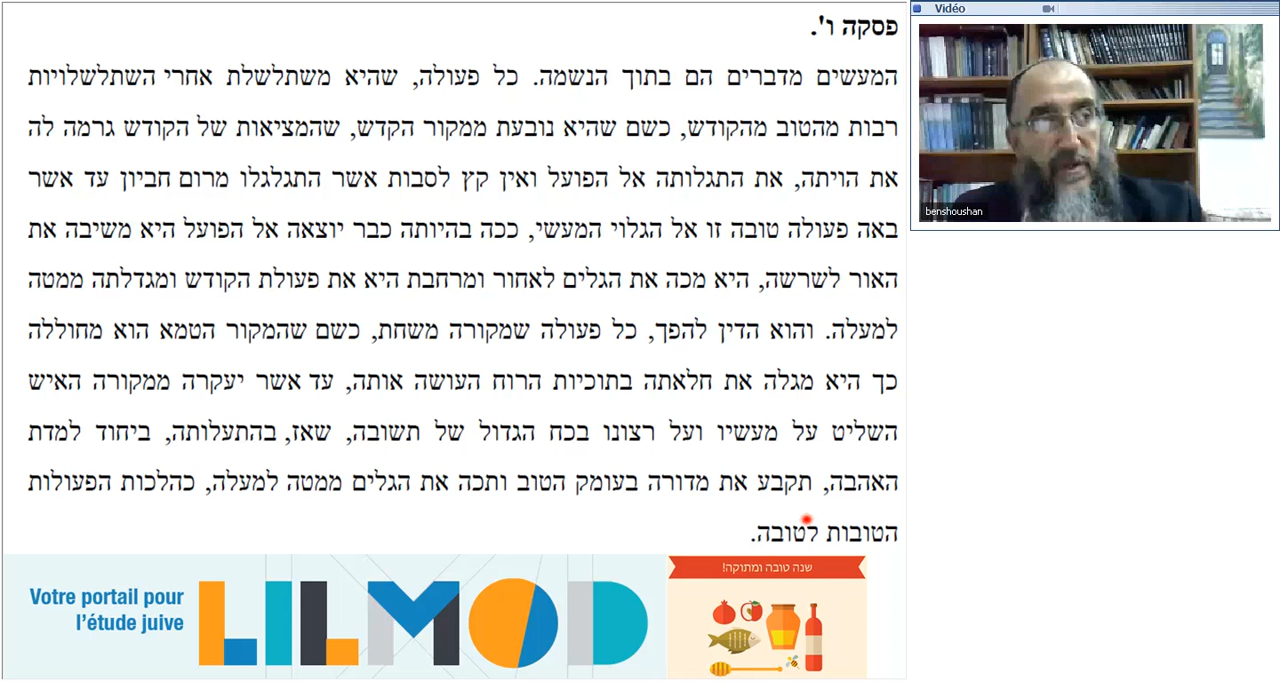 פסקה ו'.
המעשים מדברים הם בתוך הנשמה. כל פעולה, שהיא משתלשלת אחרי השתלשלויות
רבות מהטוב מהקודש, כשם שהיא נובעת ממקור הקדש, שהמציאות של הקודש גרמה לה
את הויתה, את התגלותה אל הפועל ואין קץ לסבות אשר התגלגלו מרום חביון עד אשר
באה פעולה טובה זו אל הגלוי המעשי, ככה בהיותה כבר יוצאה אל הפועל היא משיבה את
האור לשרשה, היא מכה את הגלים לאחור ומרחבת היא את פעולת הקודש ומגדלתה ממטה
למעלה. והוא הדין להפך, כל פעולה שמקורה משחת, כשם שהמקור הטמא הוא מחוללה
כך היא מגלה את חלאתה בתוכיות הרוח העושה אותה, עד אשר יעקרה ממקורה האיש
השליט על מעשיו ועל רצונו בכח הגדול של תשובה, שאז, בהתעלותה, ביחוד למדת
האהבה, תקבע את מדורה בעומק הטוב ותכה את הגלים ממטה למעלה, כהלכות הפעולות
הטובות לטובה.
Votre portail pour
l'étude juive
LILMOD
שנה טובה ומתוקה!
Vidéo
benshoushan